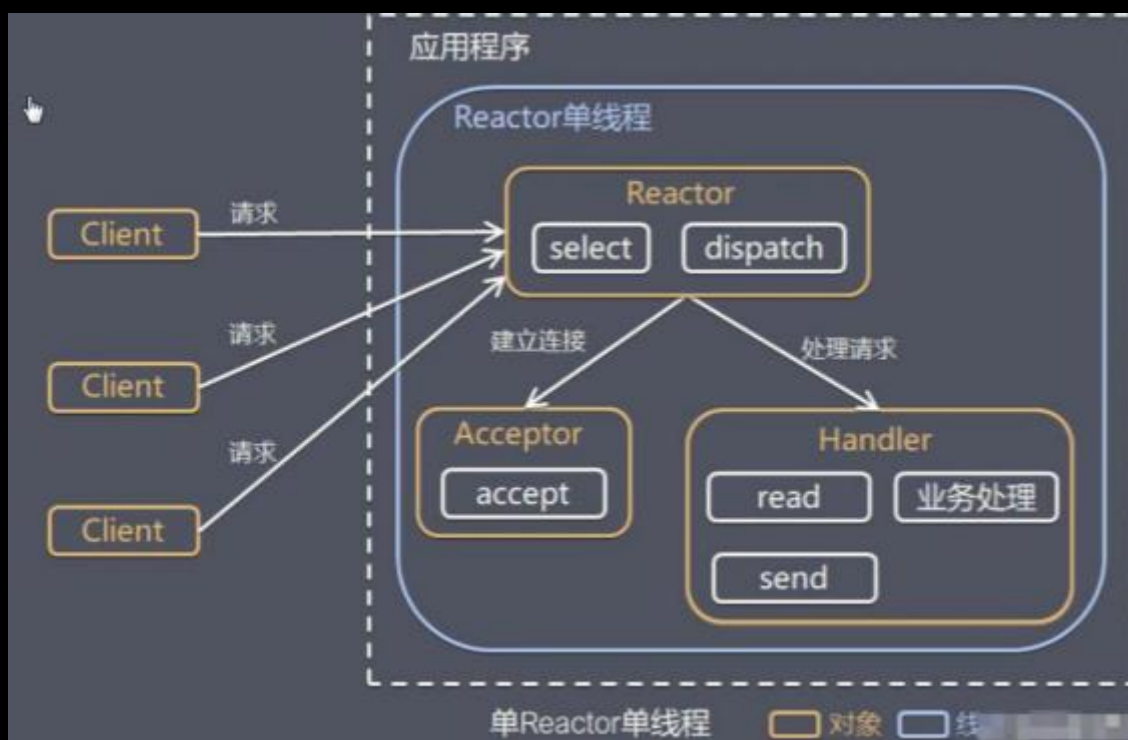 应用程序
Reactor单线程
Reactor
select
dispatch
Client
请求
Client
请求
Client
请求
建立连接
处理请求
Acceptor
accept
Handler
read
业务处理
send
单Reactor单线程
对象
线